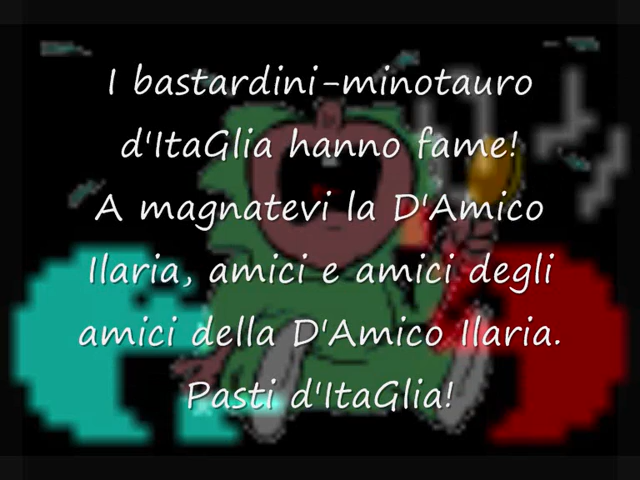 I bastardini-minotauro
d'ItaGlia hanno fame!
A magnatevi la D'Amico
Ilaria, amici e amici degli
amici della D'Amico Ilaria.
Pasti d'ItaGlia!